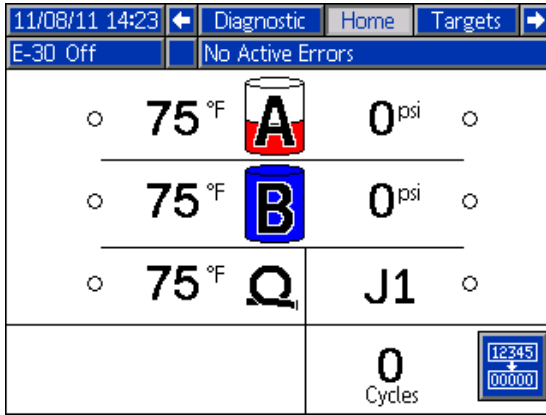 11/08/11 14:23 Diagnostic Home Targets
E-30 Off No Active Errors
75 °F A 0 psi
75 °F B 0 psi
75 °F J1
0
Cycles
12345
00000